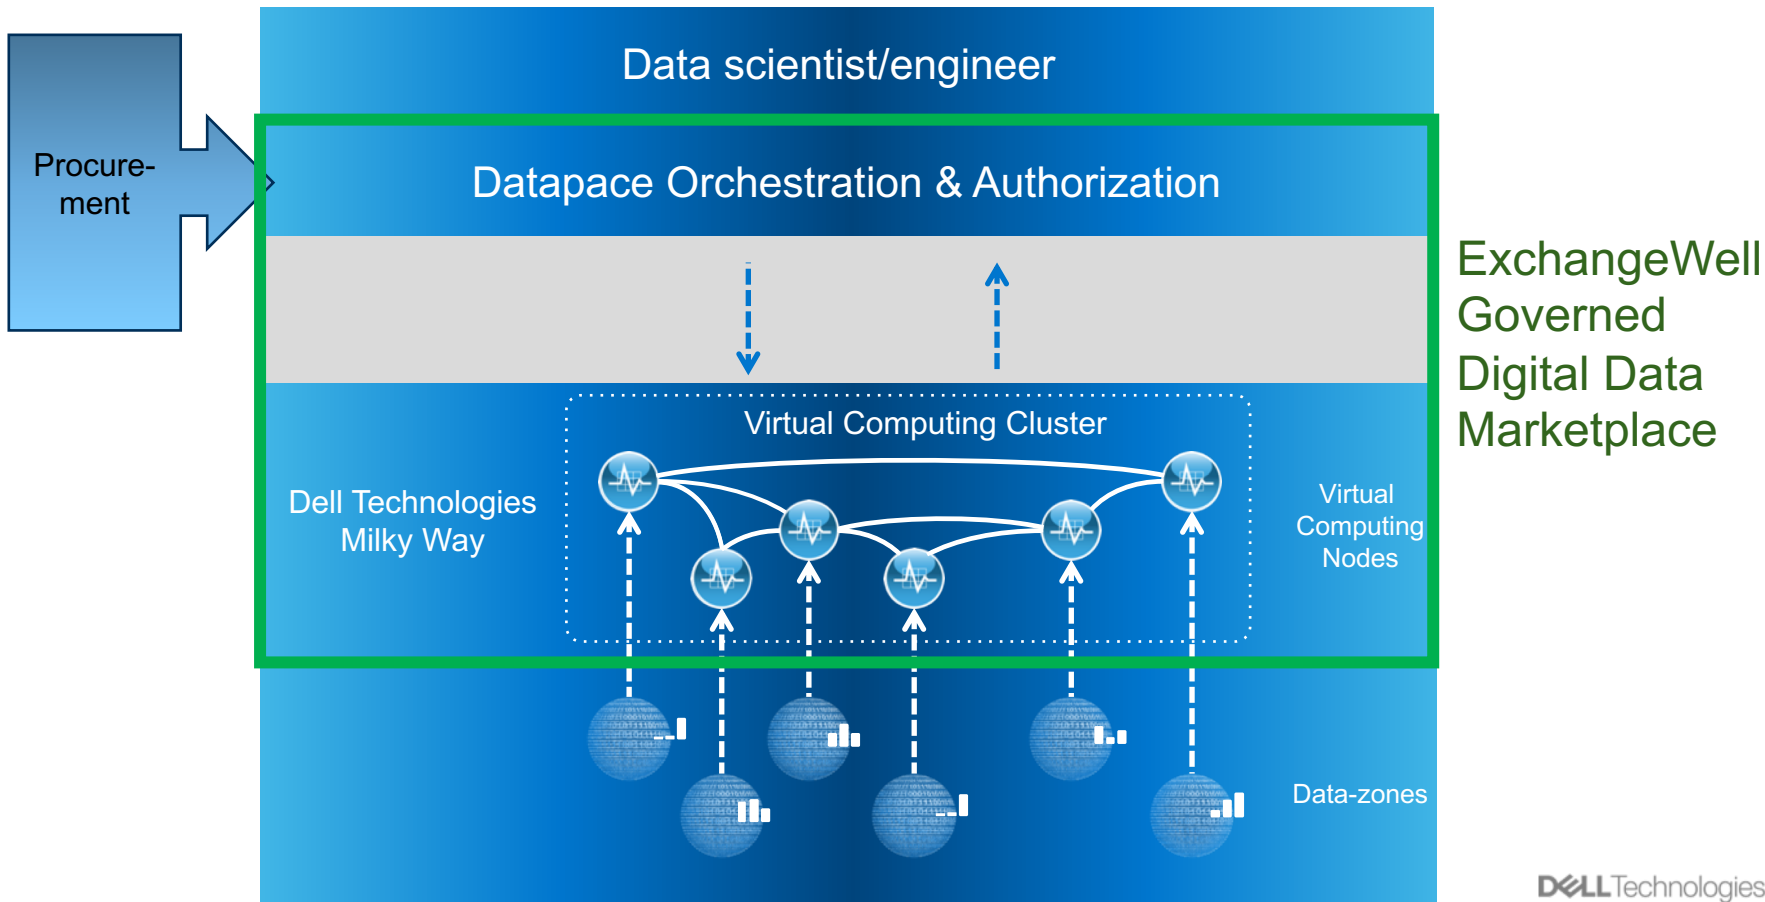 Data scientist/engineer
Procure-
ment
Datapace Orchestration & Authorization
ExchangeWell
Governed
Digital Data
Marketplace
Virtual Computing Cluster
Dell Technologies
Milky Way
Virtual
Computing
Nodes
Data-zones
DELLTechnologies